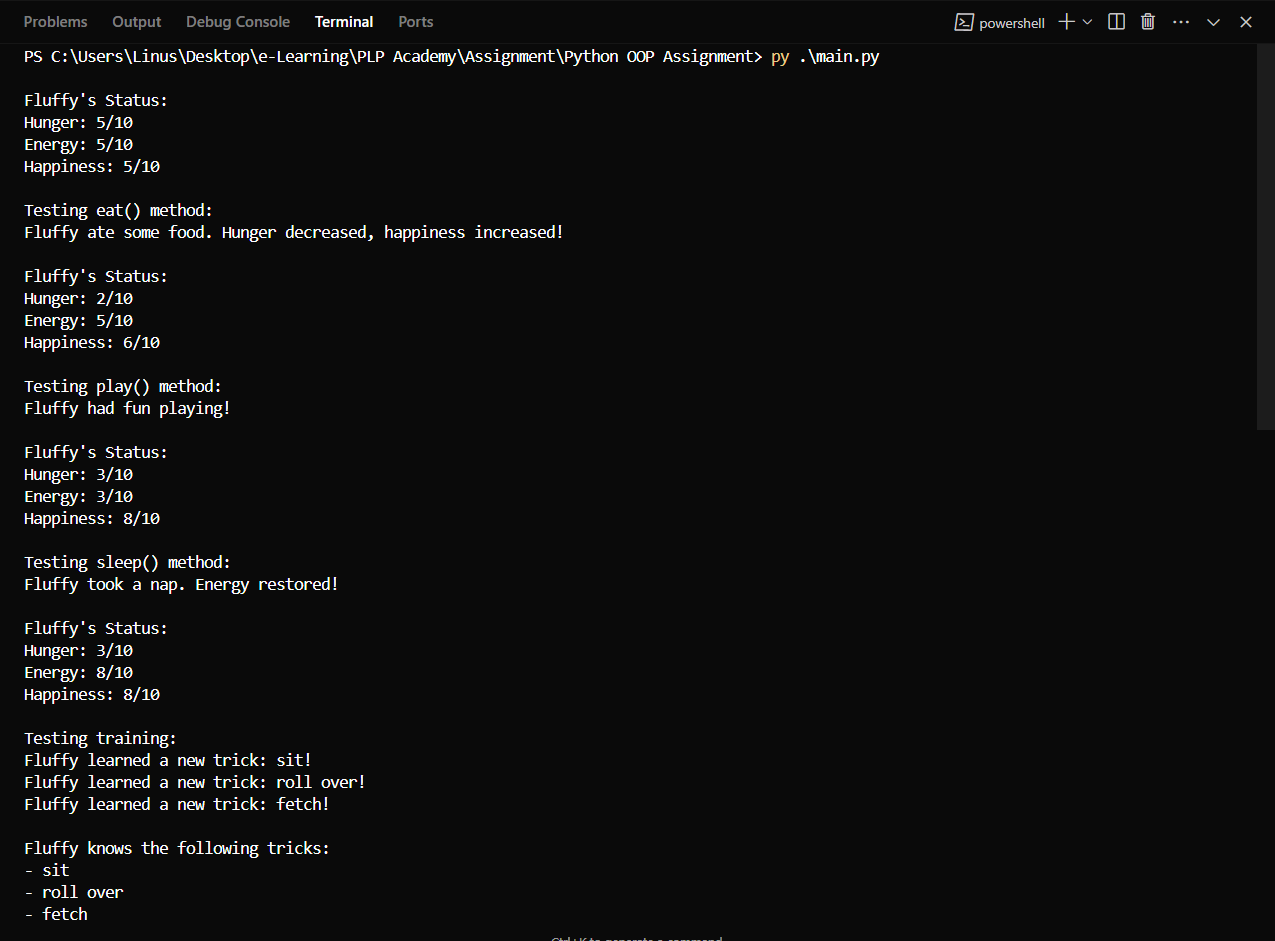 Problems Output Debug Console Terminal Ports powershell
PS C:\Users\Linus\Desktop\e-Learning\PLP Academy\Assignment\Python OOP Assignment> py .\main.py
Fluffy's Status:
Hunger: 5/10
Energy: 5/10
Happiness: 5/10
Testing eat() method:
Fluffy ate some food. Hunger decreased, happiness increased!
Fluffy's Status:
Hunger: 2/10
Energy: 5/10
Happiness: 6/10
Testing play() method:
Fluffy had fun playing!
Fluffy's Status:
Hunger: 3/10
Energy: 3/10
Happiness: 8/10
Testing sleep() method:
Fluffy took a nap. Energy restored!
Fluffy's Status:
Hunger: 3/10
Energy: 8/10
Happiness: 8/10
Testing training:
Fluffy learned a new trick: sit!
Fluffy learned a new trick: roll over!
Fluffy learned a new trick: fetch!
Fluffy knows the following tricks:
- sit
- roll over
- fetch
Ctrl+K to generate a command